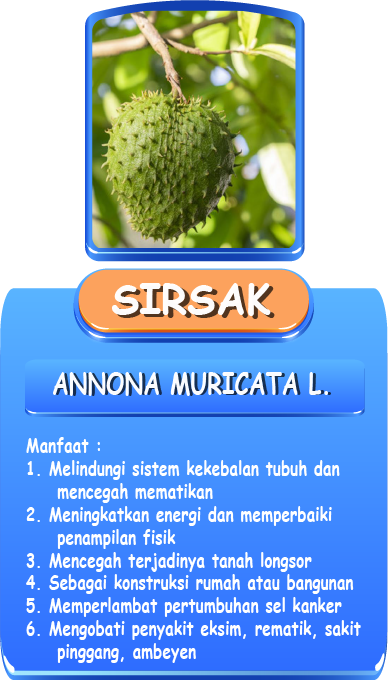 SIRSAK
ANNONA MURICATA L.
Manfaat :
1. Melindungi sistem kekebalan tubuh dan
mencegah mematikan
2. Meningkatkan energi dan memperbaiki
penampilan fisik
3. Mencegah terjadinya tanah longsor
4. Sebagai konstruksi rumah atau bangunan
5. Memperlambat pertumbuhan sel kanker
6. Mengobati penyakit eksim, rematik, sakit
pinggang, ambeyen